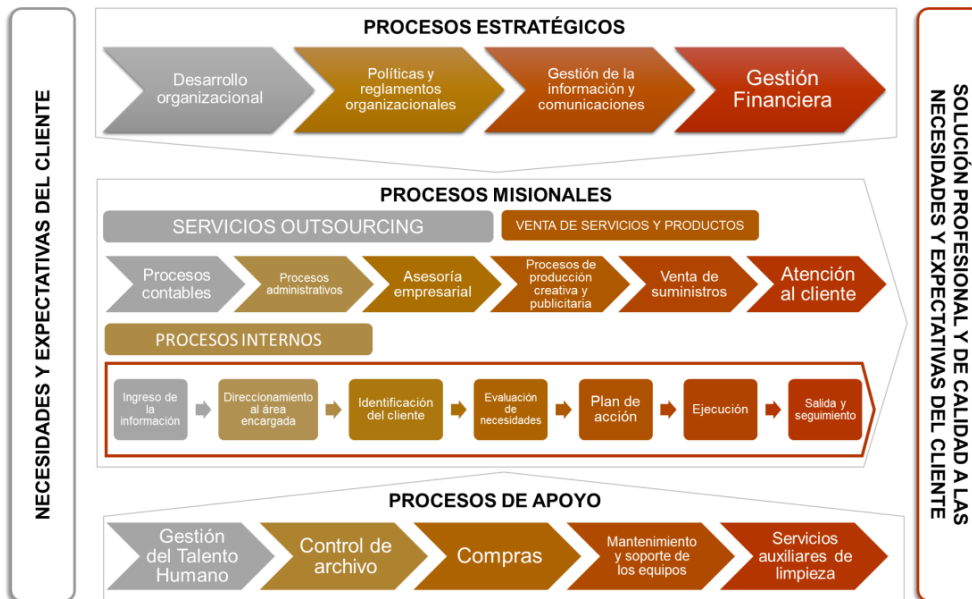 NECESIDADES Y EXPECTATIVAS DEL CLIENTE
PROCESOS ESTRATÉGICOS
Desarrollo
organizacional
Políticas y
reglamentos
organizacionales
Gestión de la
información y
comunicaciones
Gestión
Financiera
PROCESOS MISIONALES
SERVICIOS OUTSOURCING
VENTA DE SERVICIOS Y PRODUCTOS
Procesos
contables
Procesos
administrativos
Asesoría
empresarial
Procesos de
producción
creativa y
publicitaria
Venta de
suministros
Atención
al cliente
PROCESOS INTERNOS
Ingreso de
la
información
Direccionamiento
al área
encargada
Identificación
del cliente
Evaluación
de
necesidades
Plan de
acción
Ejecución
Salida y
seguimiento
PROCESOS DE APOYO
Gestión
del Talento
Humano
Control de
archivo
Compras
Mantenimiento
y soporte de
los equipos
Servicios
auxiliares de
limpieza
SOLUCIÓN PROFESIONAL Y DE CALIDAD A LAS
NECESIDADES Y EXPECTATIVAS DEL CLIENTE